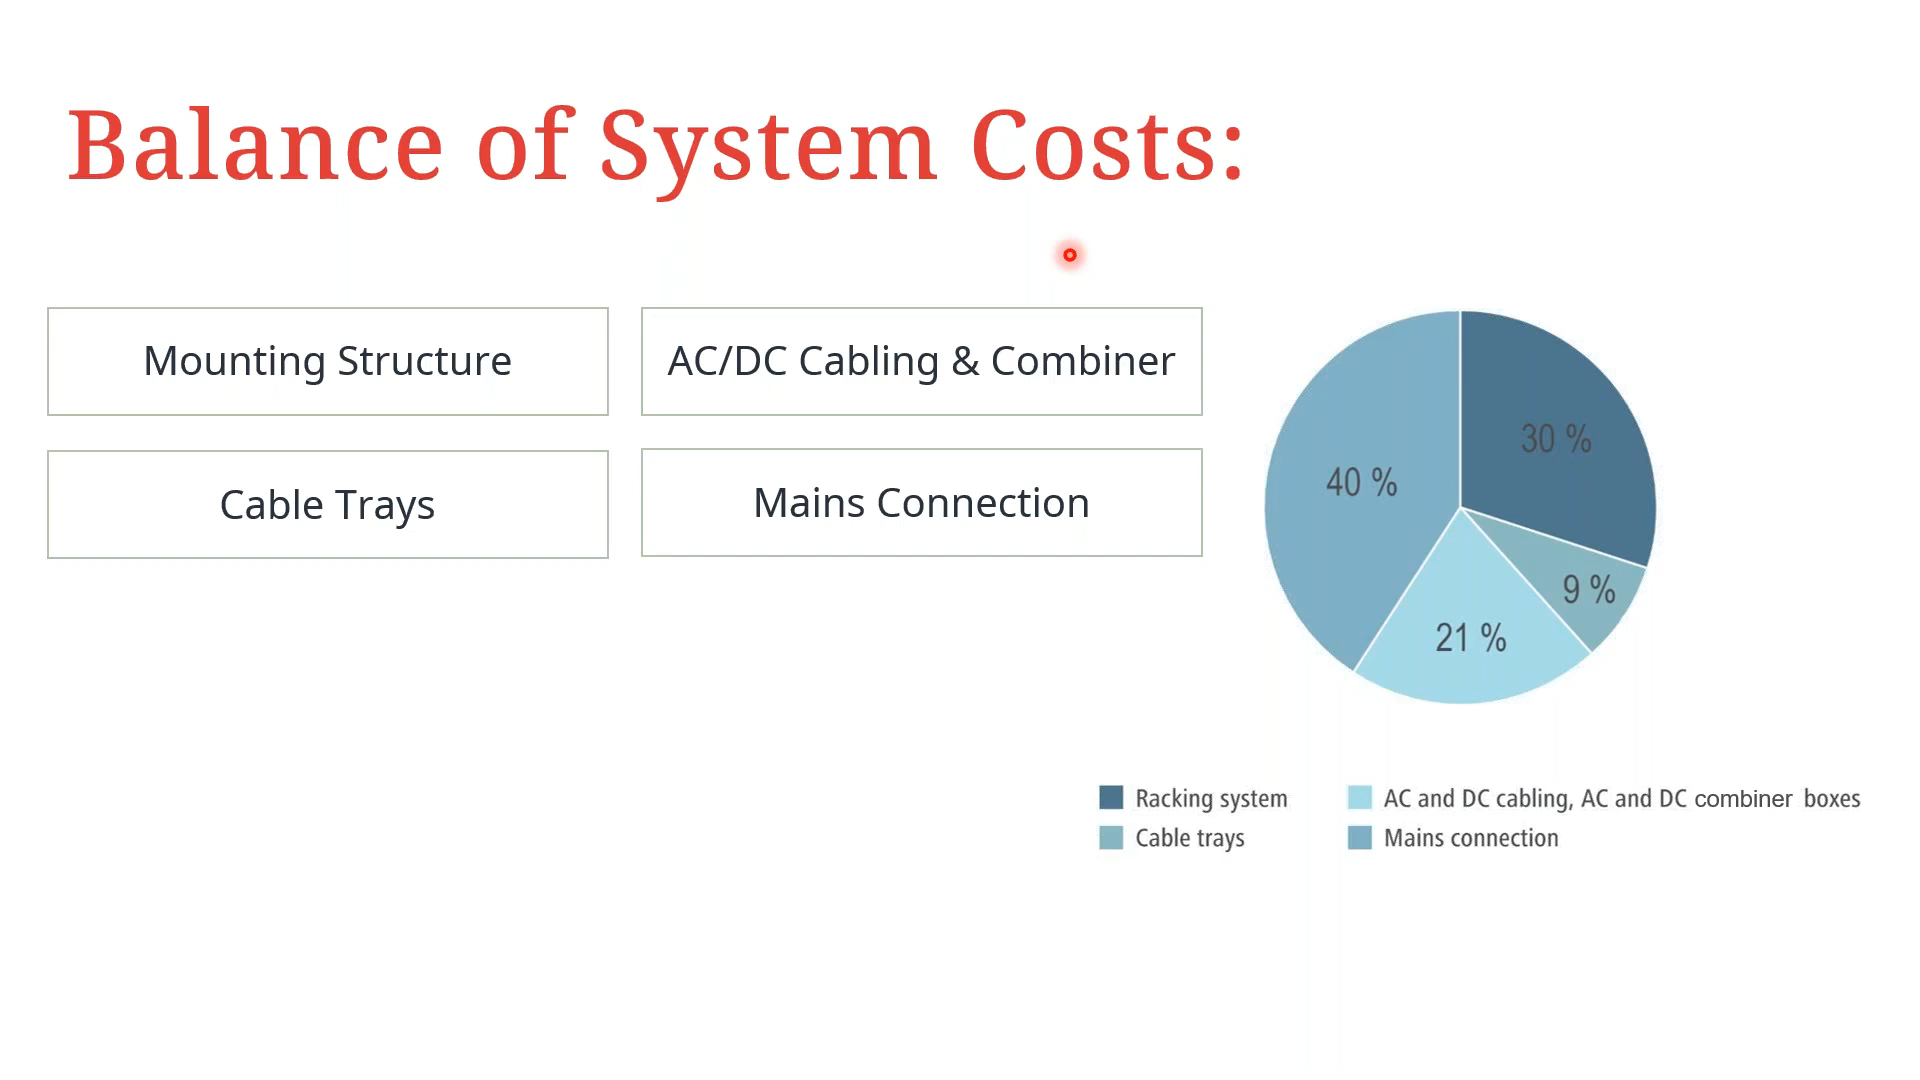 Balance of System Costs:
Mounting Structure
AC/DC Cabling & Combiner
Cable Trays
Mains Connection
30 %
40 %
9 %
21 %
Racking system
AC and DC cabling, AC and DC combiner boxes
Cable trays
Mains connection